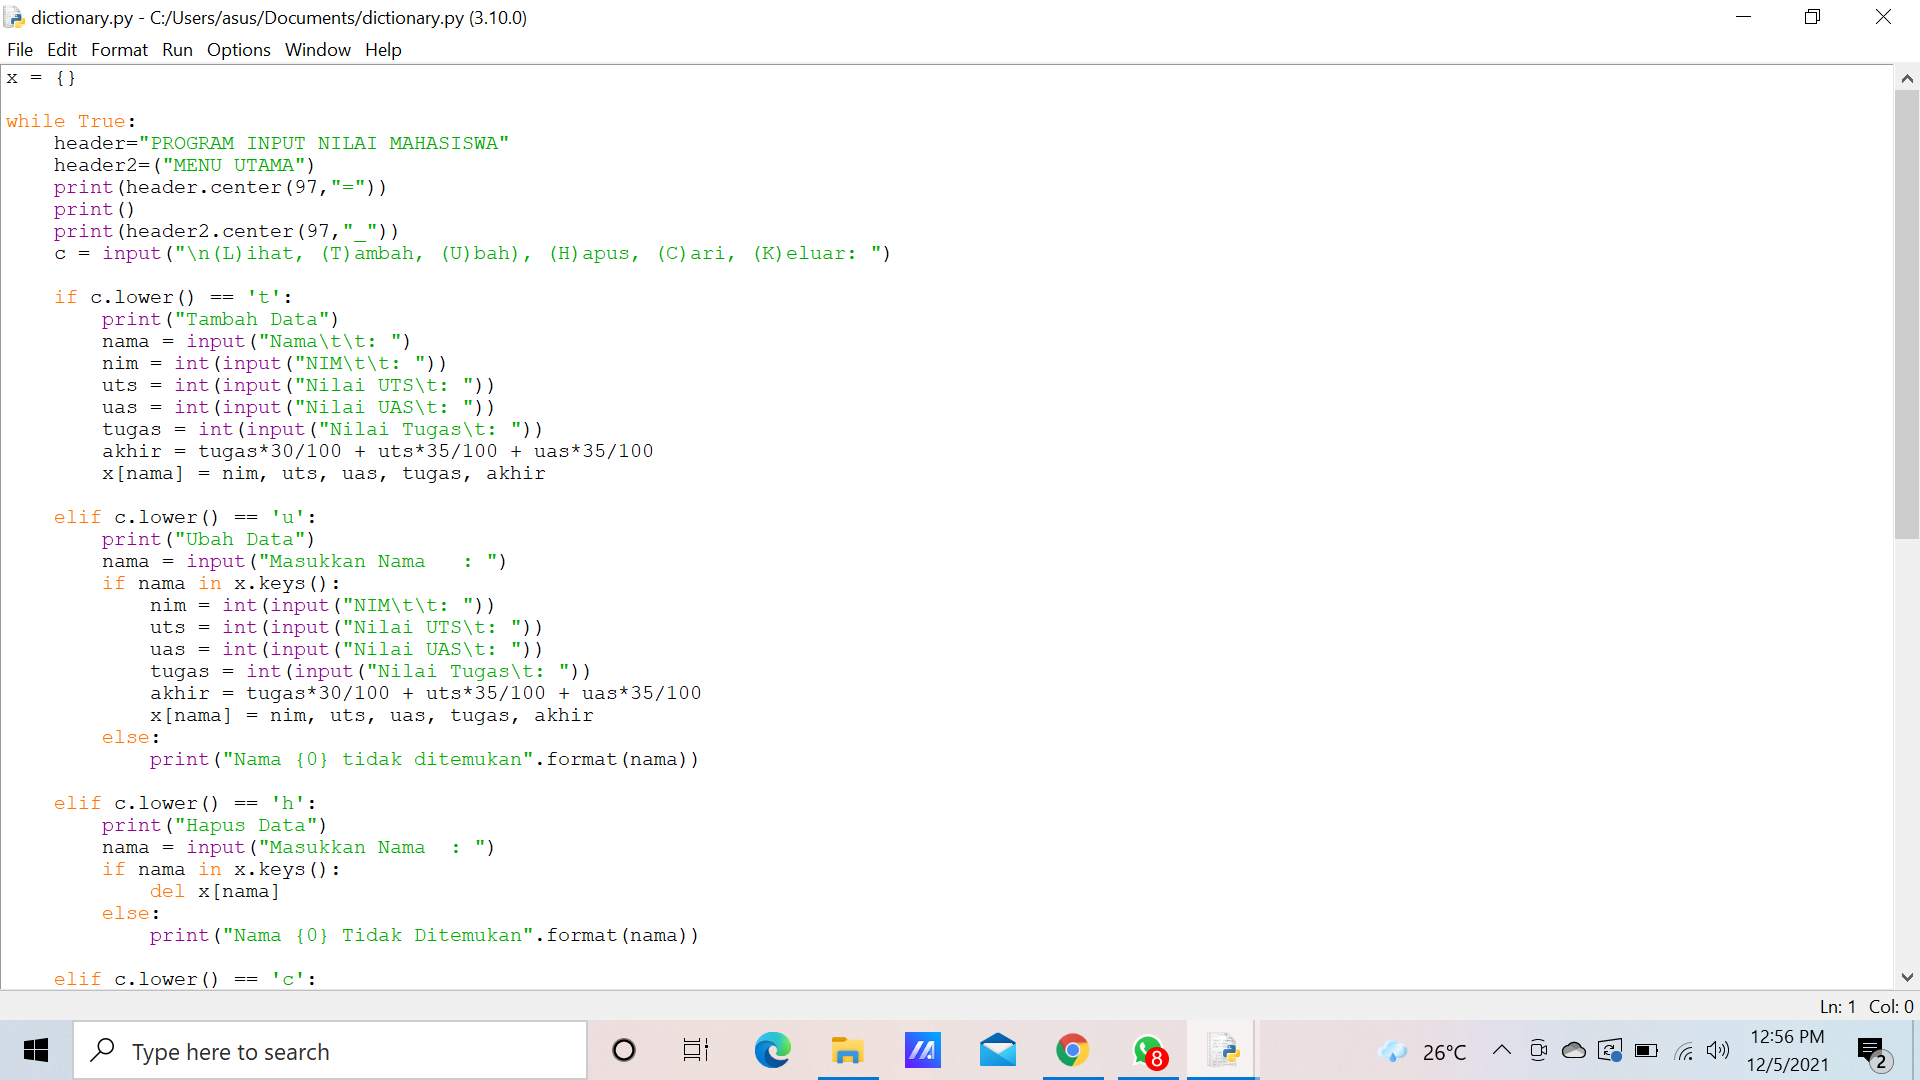 dictionary.py - C:/Users/asus/Documents/dictionary.py (3.10.0)
File Edit Format Run Options Window Help
x = {}
while True:
    header="PROGRAM INPUT NILAI MAHASISWA"
    header2=("MENU UTAMA")
    print(header.center(97,"="))
    print()
    print(header2.center(97,"_"))
    c = input("\n(L)ihat, (T)ambah, (U)bah), (H)apus, (C)ari, (K)eluar: ")
    if c.lower() == 't':
        print("Tambah Data")
        nama = input("Nama\t\t: ")
        nim = int(input("NIM\t\t: "))
        uts = int(input("Nilai UTS\t: "))
        uas = int(input("Nilai UAS\t: "))
        tugas = int(input("Nilai Tugas\t: "))
        akhir = tugas*30/100 + uts*35/100 + uas*35/100
        x[nama] = nim, uts, uas, tugas, akhir
    elif c.lower() == 'u':
        print("Ubah Data")
        nama = input("Masukkan Nama   : ")
        if nama in x.keys():
            nim = int(input("NIM\t\t: "))
            uts = int(input("Nilai UTS\t: "))
            uas = int(input("Nilai UAS\t: "))
            tugas = int(input("Nilai Tugas\t: "))
            akhir = tugas*30/100 + uts*35/100 + uas*35/100
            x[nama] = nim, uts, uas, tugas, akhir
        else:
            print("Nama {0} tidak ditemukan".format(nama))
    elif c.lower() == 'h':
        print("Hapus Data")
        nama = input("Masukkan Nama  : ")
        if nama in x.keys():
            del x[nama]
        else:
            print("Nama {0} Tidak Ditemukan".format(nama))
    elif c.lower() == 'c':
Ln: 1 Col: 0
Type here to search
8
26°C
12:56 PM
12/5/2021
2